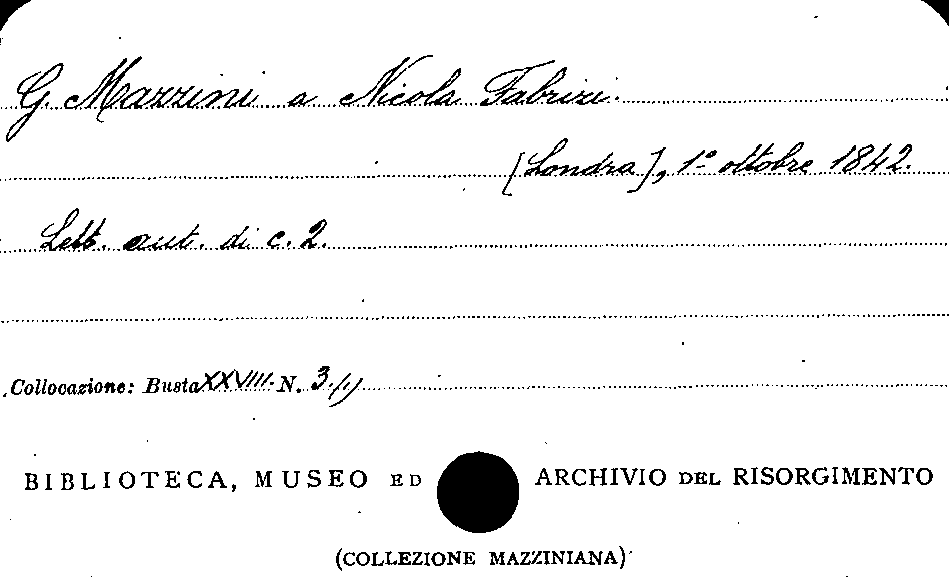 G. Mazzini a Nicola Fabrizi.
[Londra], 1° ottobre 1842.
Lett. aut. di c. 2.
Collocazione: Busta XXVIII. N. 3
BIBLIOTECA, MUSEO ED ARCHIVIO DEL RISORGIMENTO
(COLLEZIONE MAZZINIANA)